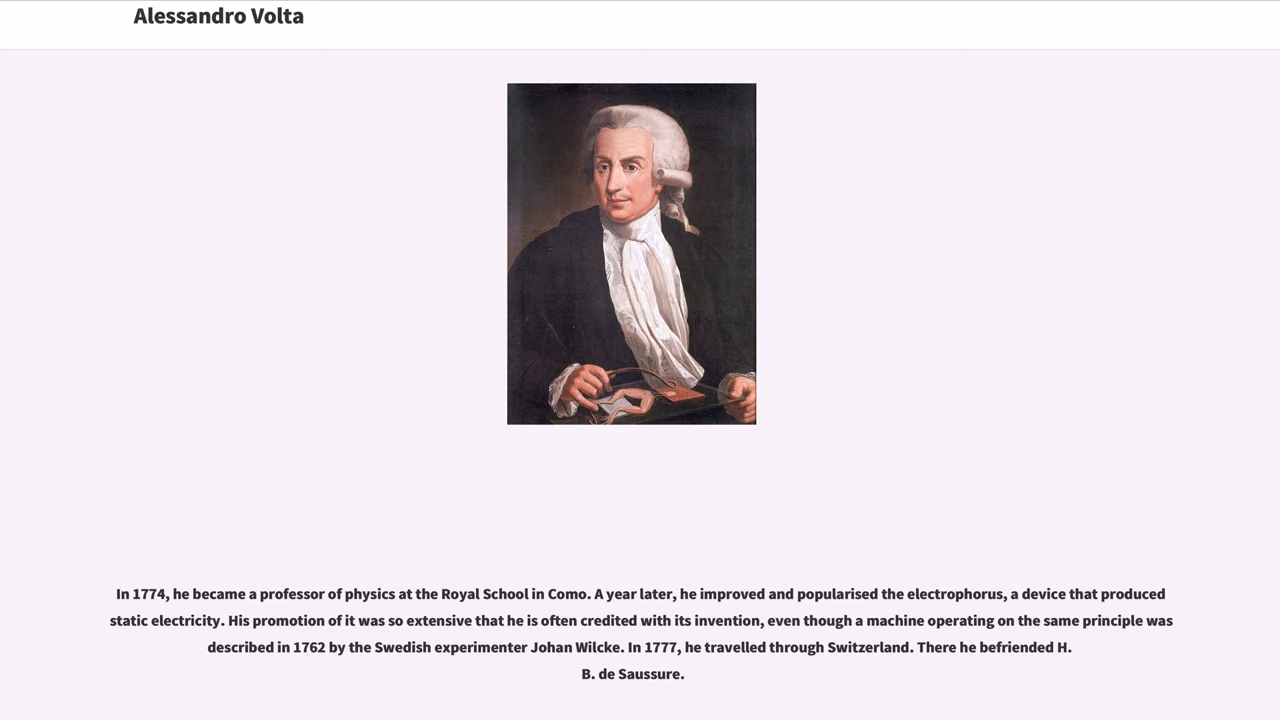 Alessandro Volta
In 1774, he became a professor of physics at the Royal School in Como. A year later, he improved and popularised the electrophorus, a device that produced
static electricity. His promotion of it was so extensive that he is often credited with its invention, even though a machine operating on the same principle was
described in 1762 by the Swedish experimenter Johan Wilcke. In 1777, he travelled through Switzerland. There he befriended H.
B. de Saussure.